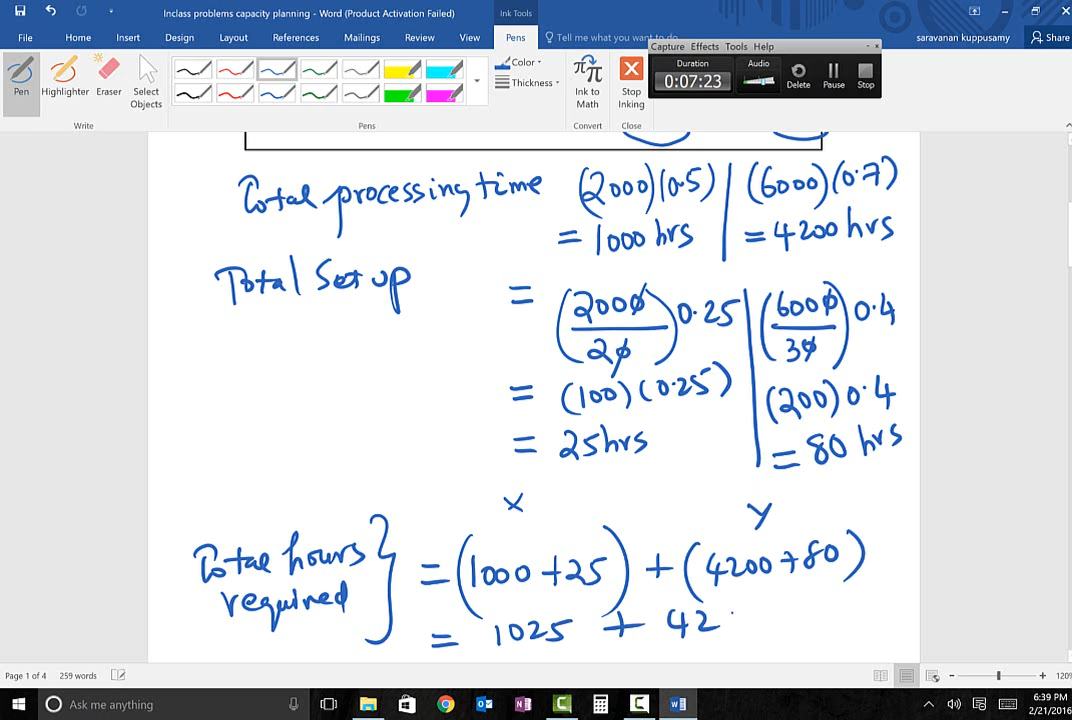 Inclass problems capacity planning - Word (Product Activation Failed)
Ink Tools
File Home Insert Design Layout References Mailings Review View Pens Tell me what you want to do... saravanan kuppusamy Share
Capture Effects Tools Help
Duration
0:07:23
Audio
Delete Pause Stop
Pen Highlighter Eraser Select Objects
Color
Thickness
Ink to Math
Stop Inking
Write Pens Convert Close
Total processing time (2000)(0.5) | (6000)(0.7)
= 1000 hrs | = 4200 hrs
Total Set up = (2000/20) 0.25 | (6000/30) 0.4
= (100)(0.25) | (200) 0.4
= 25 hrs | = 80 hrs
X Y
Total hours required } = (1000 + 25) + (4200 + 80)
= 1025 + 42
Page 1 of 4 259 words 120%
Ask me anything
6:39 PM
2/21/2016